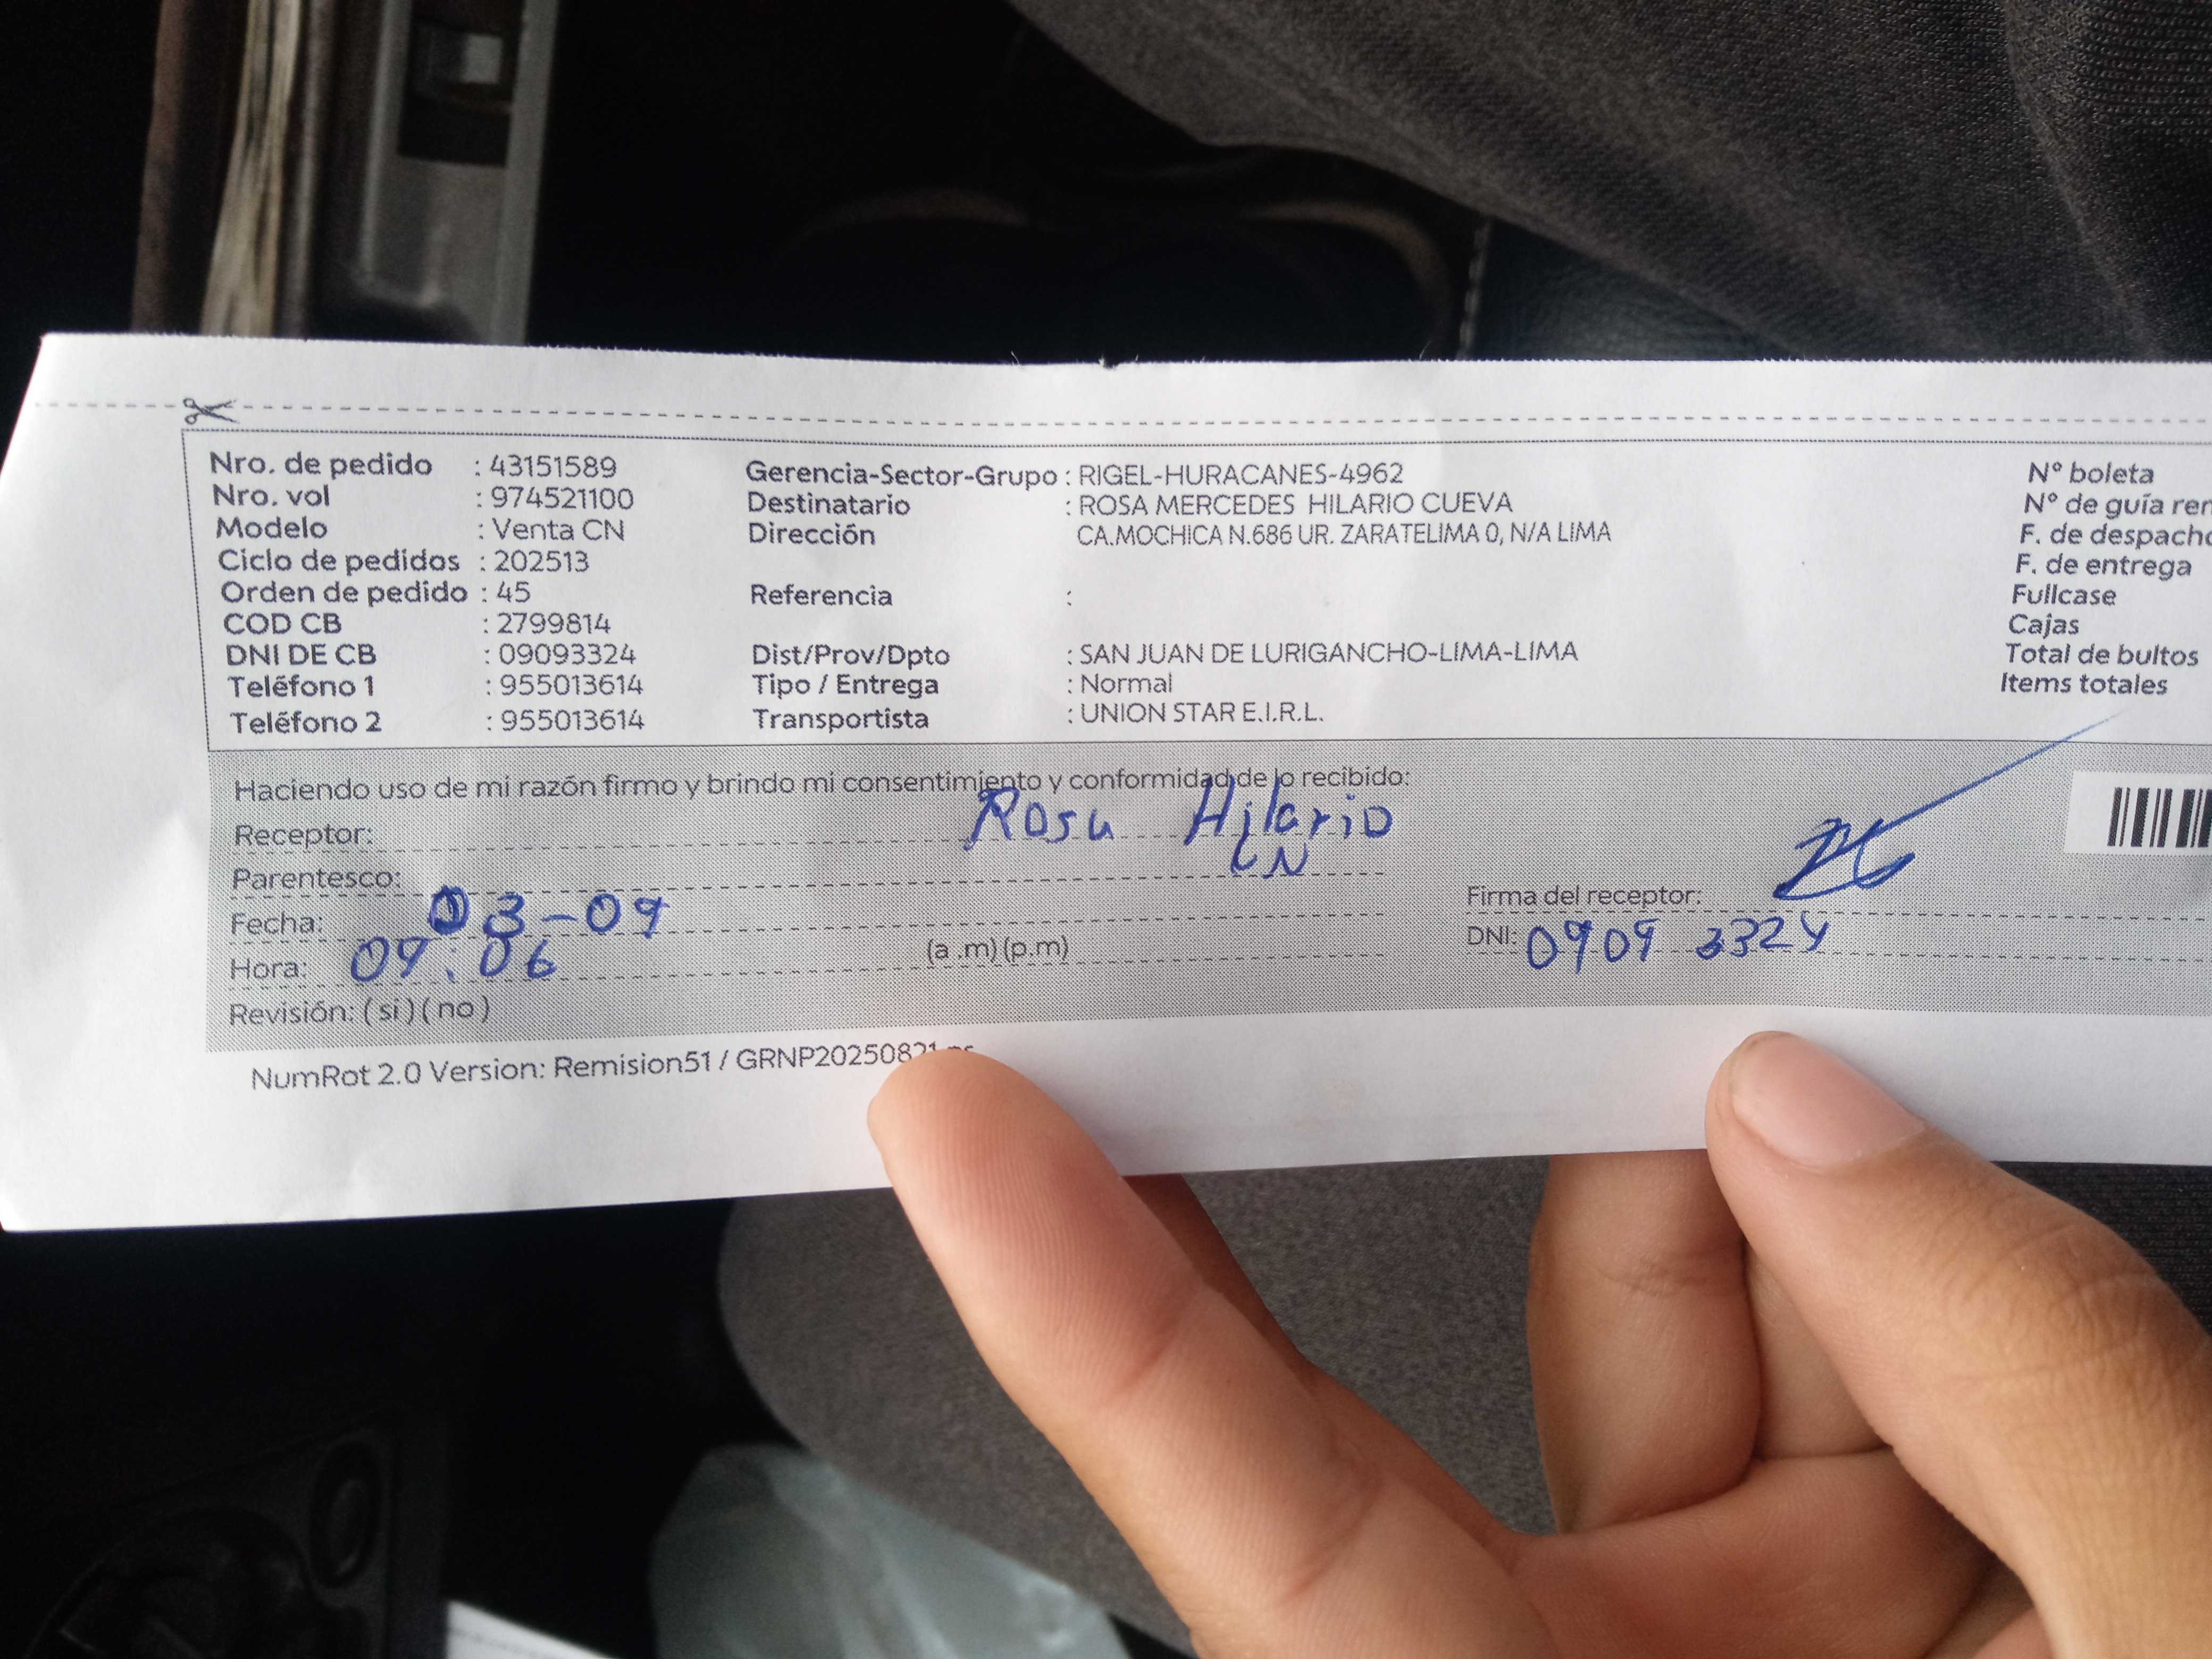 Nro. de pedido : 43151589
Nro. vol : 974521100
Modelo : Venta CN
Ciclo de pedidos : 202513
Orden de pedido : 45
COD CB : 2799814
DNI DE CB : 09093324
Teléfono 1 : 955013614
Teléfono 2 : 955013614
Gerencia-Sector-Grupo : RIGEL-HURACANES-4962
Destinatario : ROSA MERCEDES HILARIO CUEVA
Dirección CA.MOCHICA N.686 UR. ZARATELIMA 0, N/A LIMA
Referencia :
Dist/Prov/Dpto : SAN JUAN DE LURIGANCHO-LIMA-LIMA
Tipo / Entrega : Normal
Transportista : UNION STAR E.I.R.L.
N° boleta
N° de guía rem
F. de despacho
F. de entrega
Fullcase
Cajas
Total de bultos
Items totales
Haciendo uso de mi razón firmo y brindo mi consentimiento y conformidad de lo recibido:
Receptor: Rosa Hilario
Parentesco: CN
Fecha: 03-09
Hora: 09:06 (a .m) (p.m)
Revisión: ( si ) ( no )
Firma del receptor:
DNI: 0909 3324
NumRot 2.0 Version: Remision51 / GRNP20250821